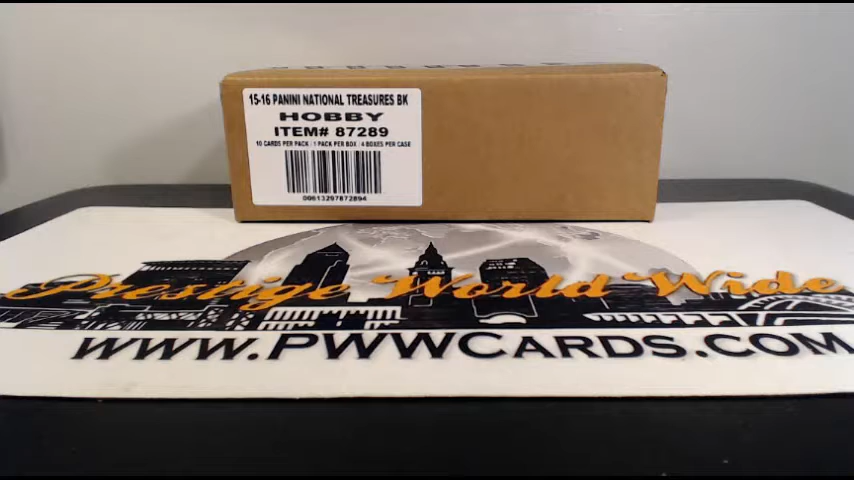 15-16 PANINI NATIONAL TREASURES BK
HOBBY
ITEM# 87289
10 CARDS PER PACK : 1 PACK PER BOX : 4 BOXES PER CASE
00613297872894
Prestige World Wide
WWW.PWWCARDS.COM